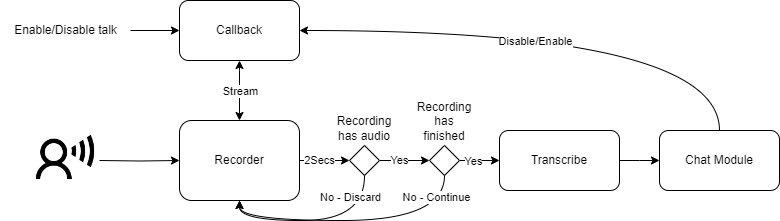 Enable/Disable talk
Callback
Disable/Enable
Stream
Recording
has audio
Recording
has
finished
Recorder
2Secs
Yes
Yes
Transcribe
Chat Module
No - Discard
No - Continue